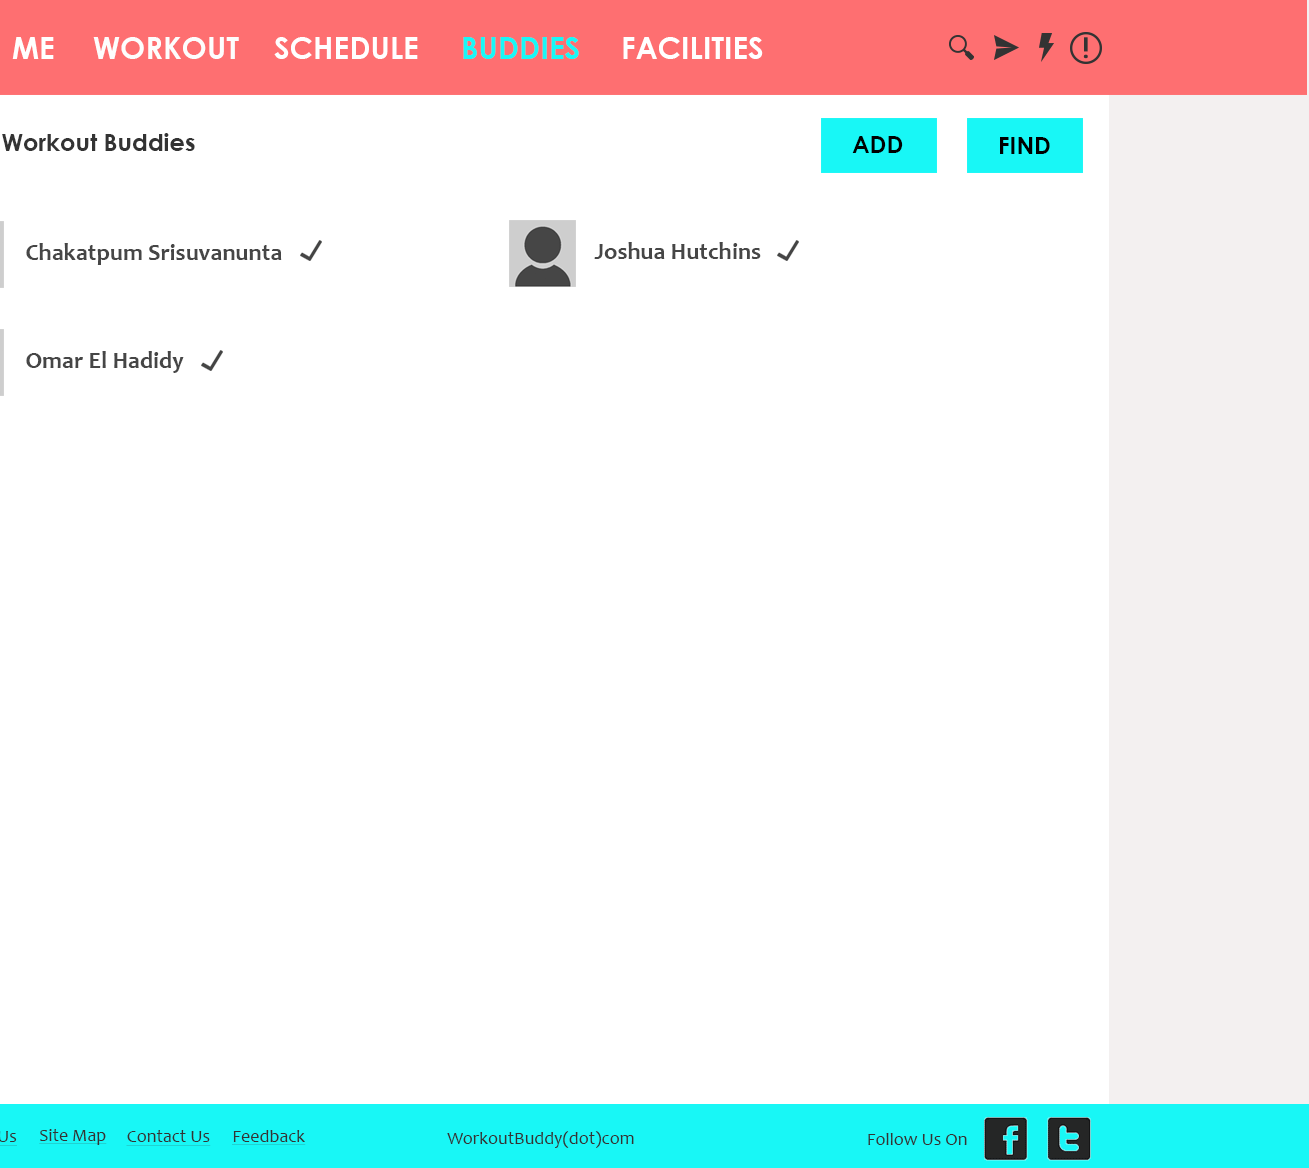 ME WORKOUT SCHEDULE BUDDIES FACILITIES
Workout Buddies
ADD FIND
Chakatpum Srisuvanunta
Joshua Hutchins
Omar El Hadidy
Us Site Map Contact Us Feedback WorkoutBuddy(dot)com Follow Us On